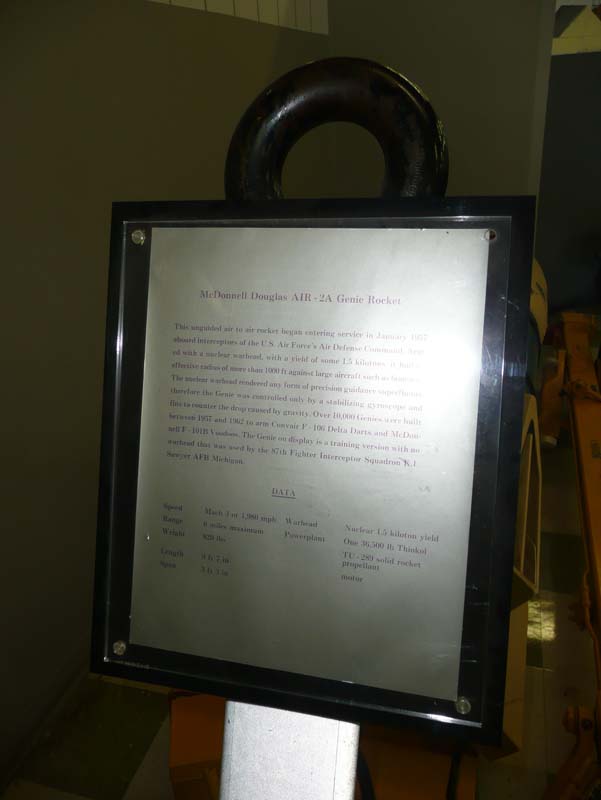 McDonnell Douglas AIR - 2A Genie Rocket
This unguided air to air rocket began entering service in January 1957
aboard interceptors of the U.S. Air Force's Air Defense Command. Arm-
ed with a nuclear warhead, with a yield of some 1.5 kilotons, it had
effective radius of more than 1000 ft against large aircraft such as bombers.
The nuclear warhead rendered any form of precision guidance superfluous
therefore the Genie was controlled only by a stabilizing gyroscope and
fins to counter the drop caused by gravity. Over 10,000 Genies were built
between 1957 and 1962 to arm Convair F - 106 Delta Darts and McDon-
nell F - 101B Voodoos. The Genie on display is a training version with no
warhead that was used by the 87th Fighter Interceptor Squadron K.I.
Sawyer AFB Michigan.
DATA
Speed Mach 3 or 1,980 mph Warhead Nuclear 1.5 kiloton yield
Range 6 miles maximum Powerplant One 36,500 lb Thiokol
Weight 820 lbs TU - 289 solid rocket
propellant
Length 9 ft 7 in motor
Span 3 ft 3 in